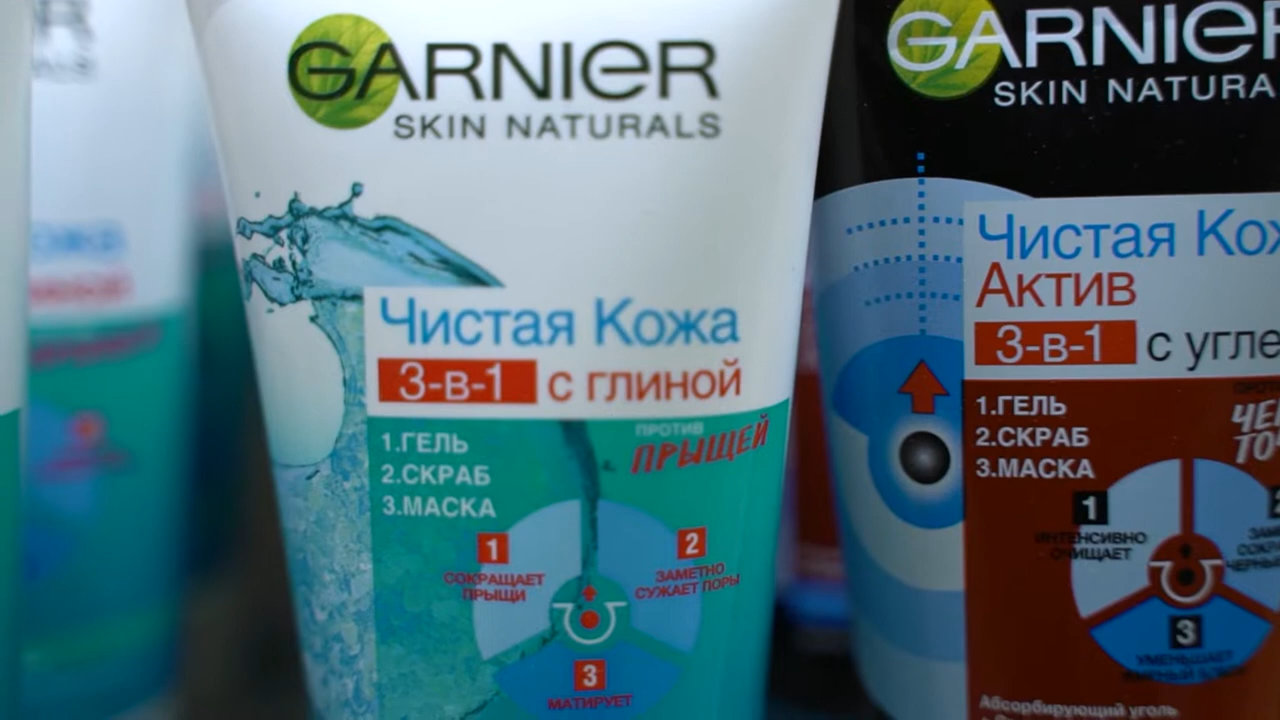 GARNIER
SKIN NATURALS
Чистая Кожа
3-в-1 с глиной
1.ГЕЛЬ
2.СКРАБ
3.МАСКА
ПРОТИВ
ПРЫЩЕЙ
1
СОКРАЩАЕТ
ПРЫЩИ
2
ЗАМЕТНО
СУЖАЕТ ПОРЫ
3
МАТИРУЕТ
GARNIER
SKIN NATURA
Чистая Кож
Актив
3-в-1 с угле
1.ГЕЛЬ
2.СКРАБ
3.МАСКА
1
ИНТЕНСИВНО
ОЧИЩАЕТ
3
УМЕНЬШАЕТ
Абсорбирующий уголь